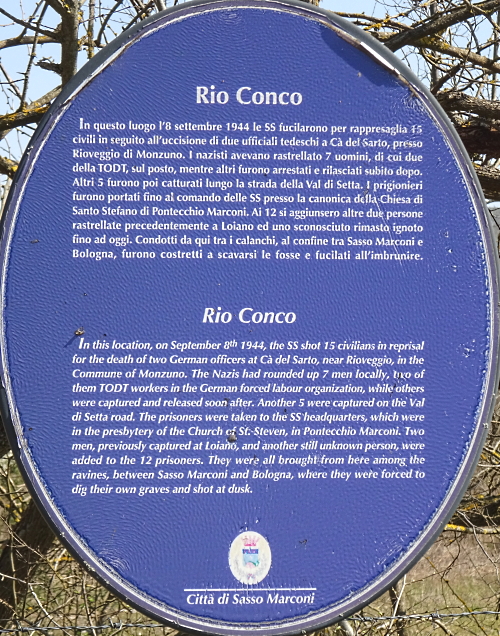 Rio Conco
In questo luogo l'8 settembre 1944 le SS fucilarono per rappresaglia 15
civili in seguito all'uccisione di due ufficiali tedeschi a Cà del Sarto, presso
Rioveggio di Monzuno. I nazisti avevano rastrellato 7 uomini, di cui due
della TODT, sul posto, mentre altri furono arrestati e rilasciati subito dopo.
Altri 5 furono poi catturati lungo la strada della Val di Setta. I prigionieri
furono portati fino al comando delle SS presso la canonica della Chiesa di
Santo Stefano di Pontecchio Marconi. Ai 12 si aggiunsero altre due persone
rastrellate precedentemente a Loiano ed uno sconosciuto rimasto ignoto
fino ad oggi. Condotti da qui tra i calanchi, al confine tra Sasso Marconi e
Bologna, furono costretti a scavarsi le fosse e fucilati all'imbrunire.
Rio Conco
In this location, on September 8th 1944, the SS shot 15 civilians in reprisal
for the death of two German officers at Cà del Sarto, near Rioveggio, in the
Commune of Monzuno. The Nazis had rounded up 7 men locally, two of
them TODT workers in the German forced labour organization, while others
were captured and released soon after. Another 5 were captured on the Val
di Setta road. The prisoners were taken to the SS headquarters, which were
in the presbytery of the Church of St. Steven, in Pontecchio Marconi. Two
men, previously captured at Loiano, and another still unknown person, were
added to the 12 prisoners. They were all brought from here among the
ravines, between Sasso Marconi and Bologna, where they were forced to
dig their own graves and shot at dusk.
Città di Sasso Marconi